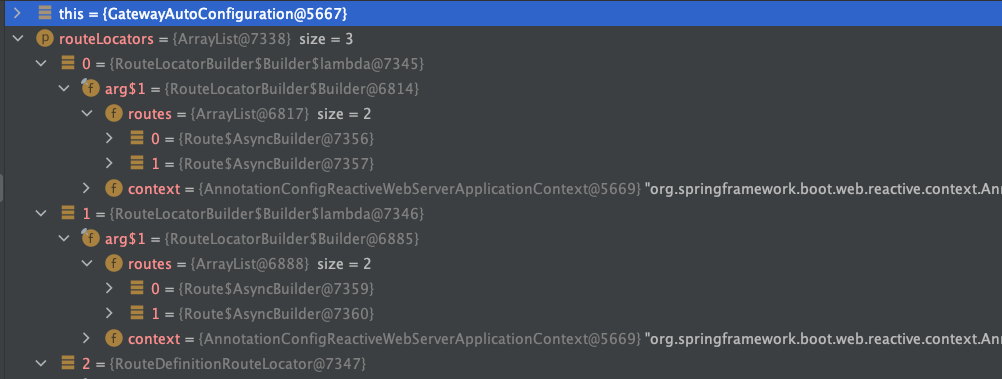 this = {GatewayAutoConfiguration@5667}
p routeLocators = {ArrayList@7338} size = 3
0 = {RouteLocatorBuilder$Builder$lambda@7345}
f arg$1 = {RouteLocatorBuilder$Builder@6814}
f routes = {ArrayList@6817} size = 2
0 = {Route$AsyncBuilder@7356}
1 = {Route$AsyncBuilder@7357}
f context = {AnnotationConfigReactiveWebServerApplicationContext@5669} "org.springframework.boot.web.reactive.context.Ann
1 = {RouteLocatorBuilder$Builder$lambda@7346}
f arg$1 = {RouteLocatorBuilder$Builder@6885}
f routes = {ArrayList@6888} size = 2
0 = {Route$AsyncBuilder@7359}
1 = {Route$AsyncBuilder@7360}
f context = {AnnotationConfigReactiveWebServerApplicationContext@5669} "org.springframework.boot.web.reactive.context.Ann
2 = {RouteDefinitionRouteLocator@7347}